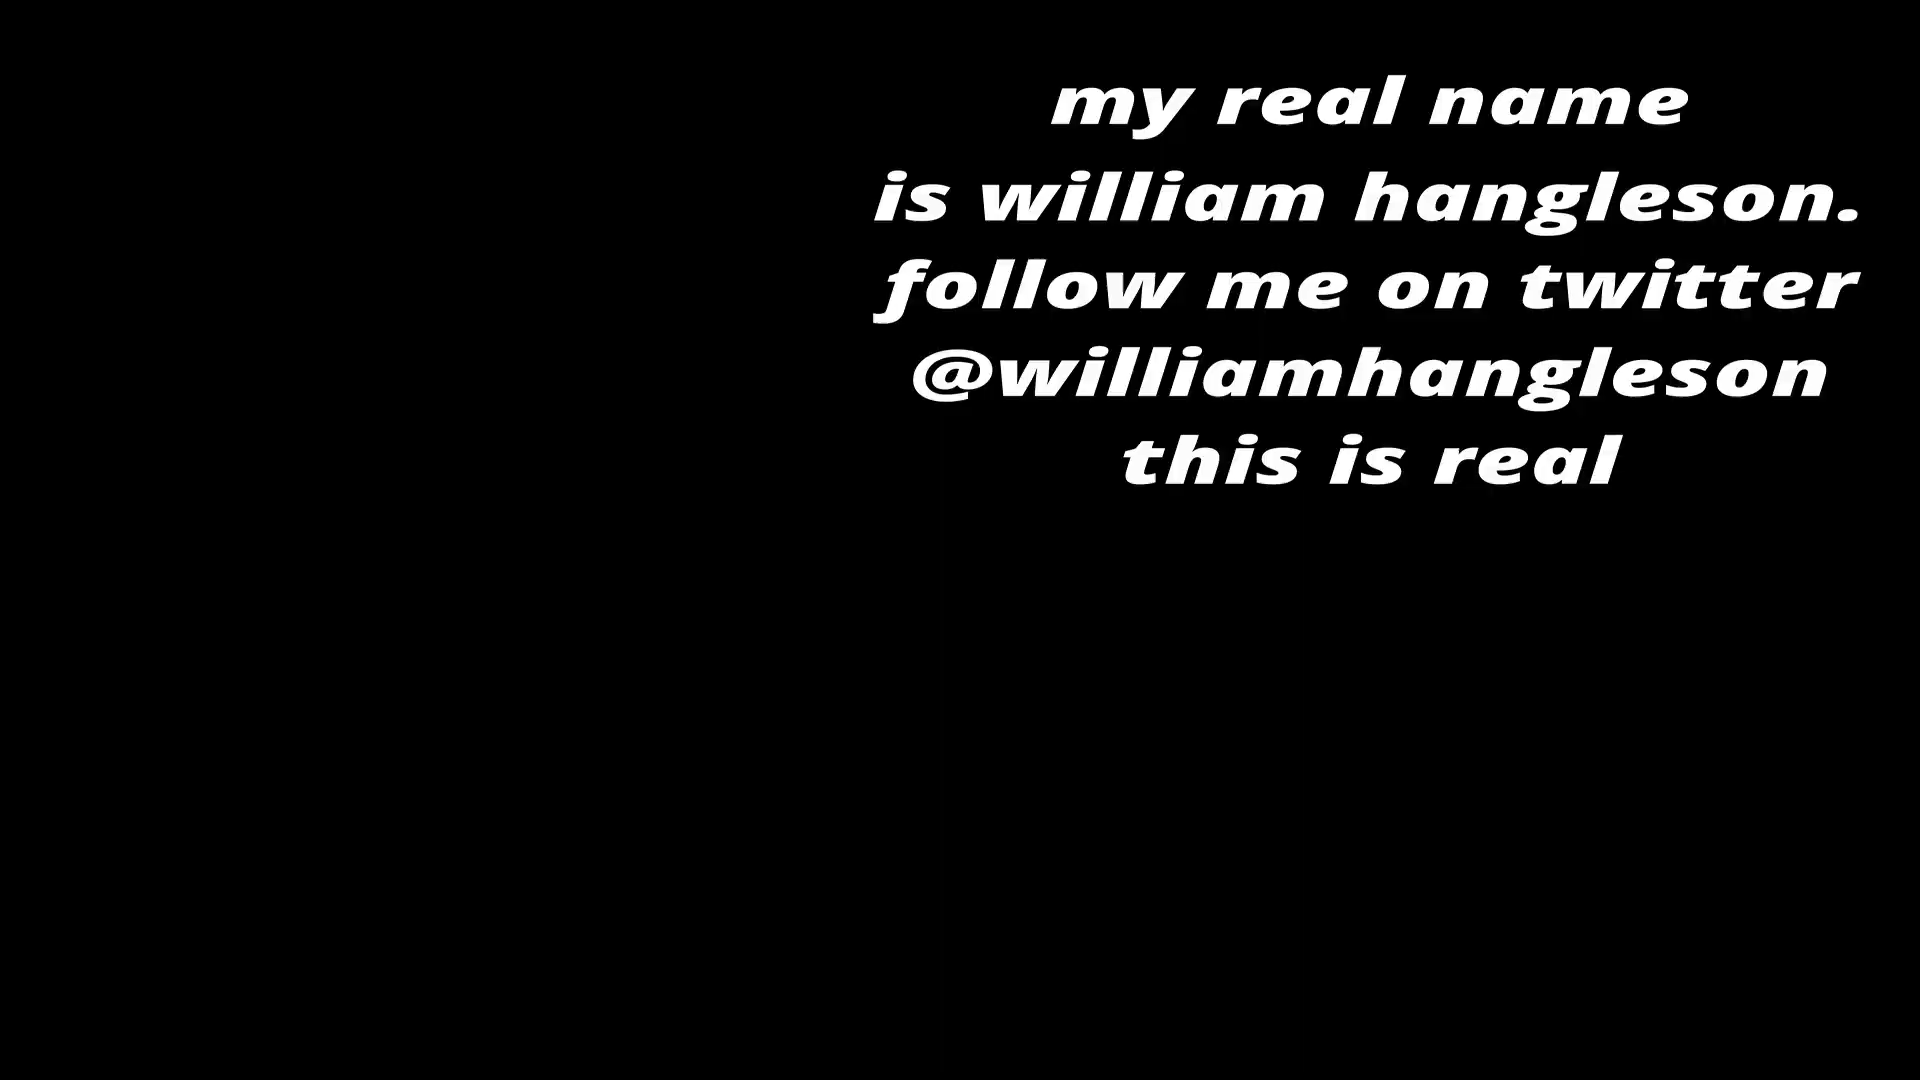 my real name
is william hangleson.
follow me on twitter
@williamhangleson
this is real